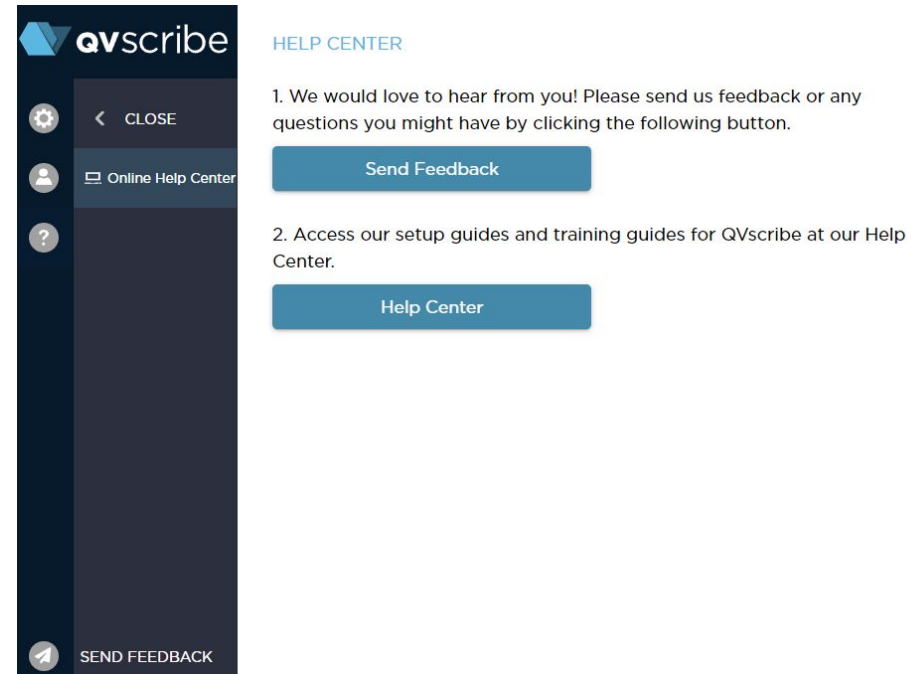 QVscribe
CLOSE
Online Help Center
SEND FEEDBACK
HELP CENTER
1. We would love to hear from you! Please send us feedback or any
questions you might have by clicking the following button.
Send Feedback
2. Access our setup guides and training guides for QVscribe at our Help
Center.
Help Center